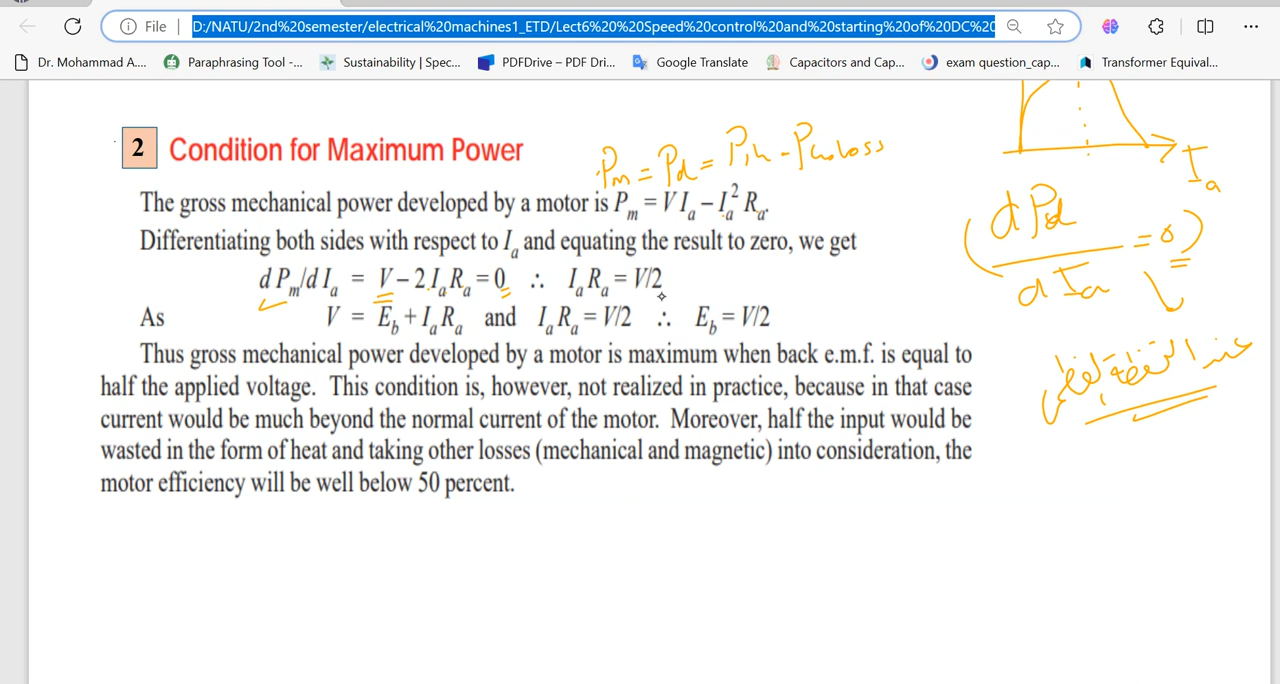 File
D:/NATU/2nd%20semester/electrical%20machines1_ETD/Lect6%20%20Speed%20control%20and%20starting%20of%20DC%20
Dr. Mohammad A....
Paraphrasing Tool -...
Sustainability | Spec...
PDFDrive – PDF Dri...
Google Translate
Capacitors and Cap...
exam question_cap...
Transformer Equival...
2 Condition for Maximum Power
Pm = Pd = Pin - Pcu loss
Ia
The gross mechanical power developed by a motor is Pm = V Ia – Ia² Ra.
Differentiating both sides with respect to Ia and equating the result to zero, we get
d Pm/d Ia = V – 2 Ia Ra = 0 ∴ Ia Ra = V/2
As V = Eb + Ia Ra and Ia Ra = V/2 ∴ Eb = V/2
Thus gross mechanical power developed by a motor is maximum when back e.m.f. is equal to
half the applied voltage. This condition is, however, not realized in practice, because in that case
current would be much beyond the normal current of the motor. Moreover, half the input would be
wasted in the form of heat and taking other losses (mechanical and magnetic) into consideration, the
motor efficiency will be well below 50 percent.
(dPd
= 0)
dIa
عند